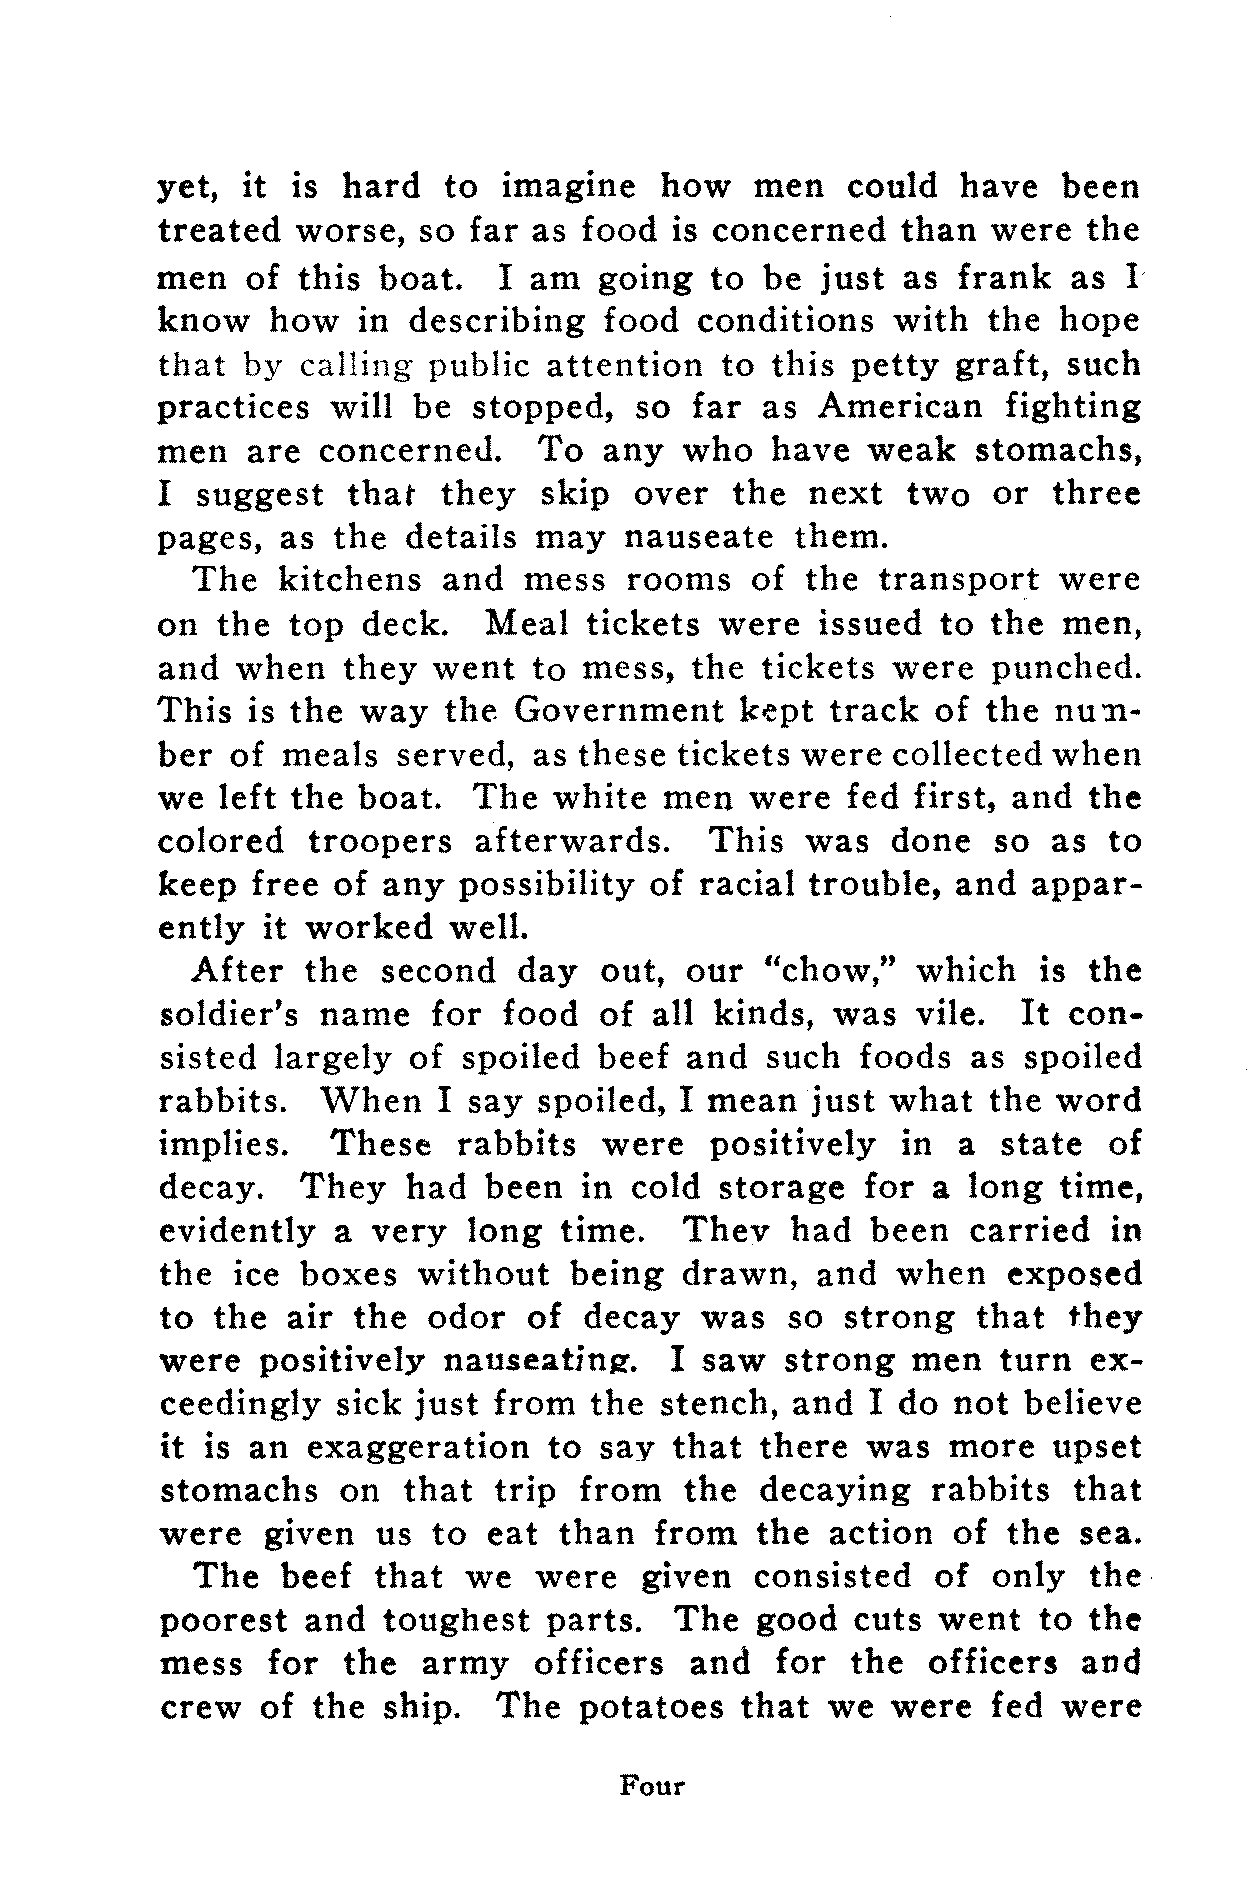 yet, it is hard to imagine how men could have been
treated worse, so far as food is concerned than were the
men of this boat. I am going to be just as frank as I
know how in describing food conditions with the hope
that by calling public attention to this petty graft, such
practices will be stopped, so far as American fighting
men are concerned. To any who have weak stomachs,
I suggest that they skip over the next two or three
pages, as the details may nauseate them.
The kitchens and mess rooms of the transport were
on the top deck. Meal tickets were issued to the men,
and when they went to mess, the tickets were punched.
This is the way the Government kept track of the num-
ber of meals served, as these tickets were collected when
we left the boat. The white men were fed first, and the
colored troopers afterwards. This was done so as to
keep free of any possibility of racial trouble, and appar-
ently it worked well.
After the second day out, our “chow,” which is the
soldier's name for food of all kinds, was vile. It con-
sisted largely of spoiled beef and such foods as spoiled
rabbits. When I say spoiled, I mean just what the word
implies. These rabbits were positively in a state of
decay. They had been in cold storage for a long time,
evidently a very long time. They had been carried in
the ice boxes without being drawn, and when exposed
to the air the odor of decay was so strong that they
were positively nauseating. I saw strong men turn ex-
ceedingly sick just from the stench, and I do not believe
it is an exaggeration to say that there was more upset
stomachs on that trip from the decaying rabbits that
were given us to eat than from the action of the sea.
The beef that we were given consisted of only the
poorest and toughest parts. The good cuts went to the
mess for the army officers and for the officers and
crew of the ship. The potatoes that we were fed were
Four